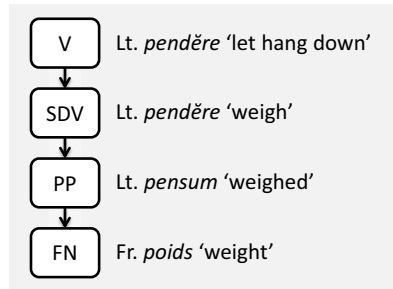 V Lt. pendĕre ‘let hang down’
SDV Lt. pendĕre ‘weigh’
PP Lt. pensum ‘weighed’
FN Fr. poids ‘weight’